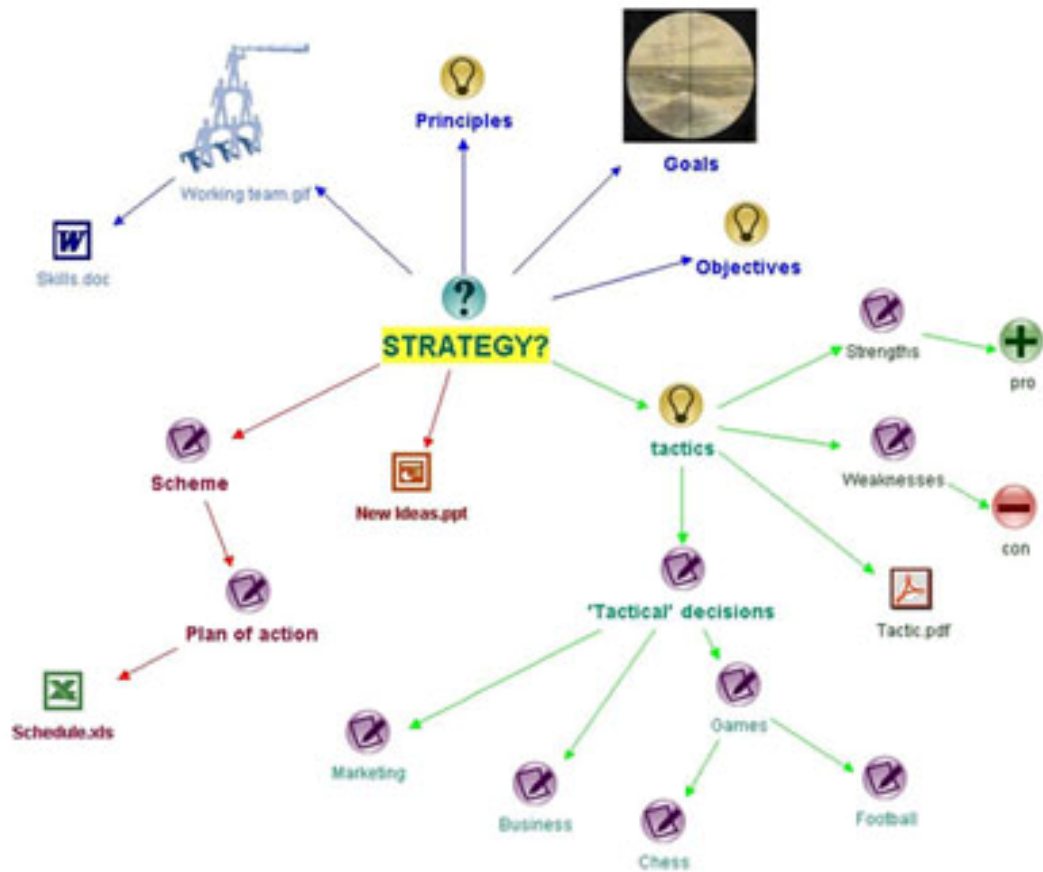 Principles
Goals
Working team.gif
Skills.doc
Objectives
?
STRATEGY?
Strengths
pro
Scheme
New Ideas.ppt
tactics
Weaknesses
con
Plan of action
'Tactical' decisions
Tactic.pdf
Schedule.xls
Games
Marketing
Business
Chess
Football